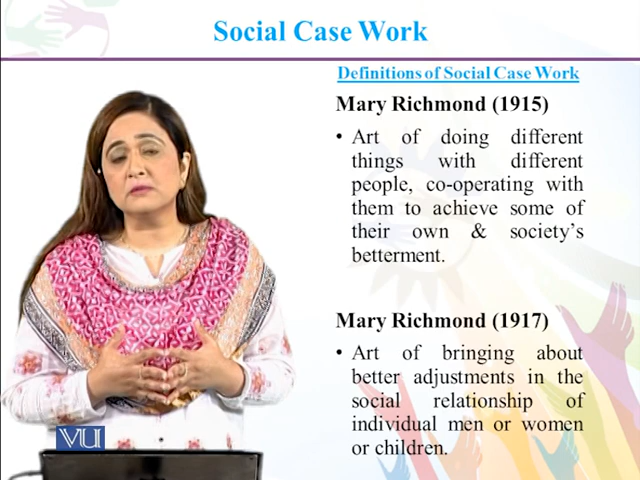 Social Case Work
Definitions of Social Case Work
Mary Richmond (1915)
• Art of doing different
things with different
people, co-operating with
them to achieve some of
their own & society's
betterment.
Mary Richmond (1917)
• Art of bringing about
better adjustments in the
social relationship of
individual men or women
or children.
VU